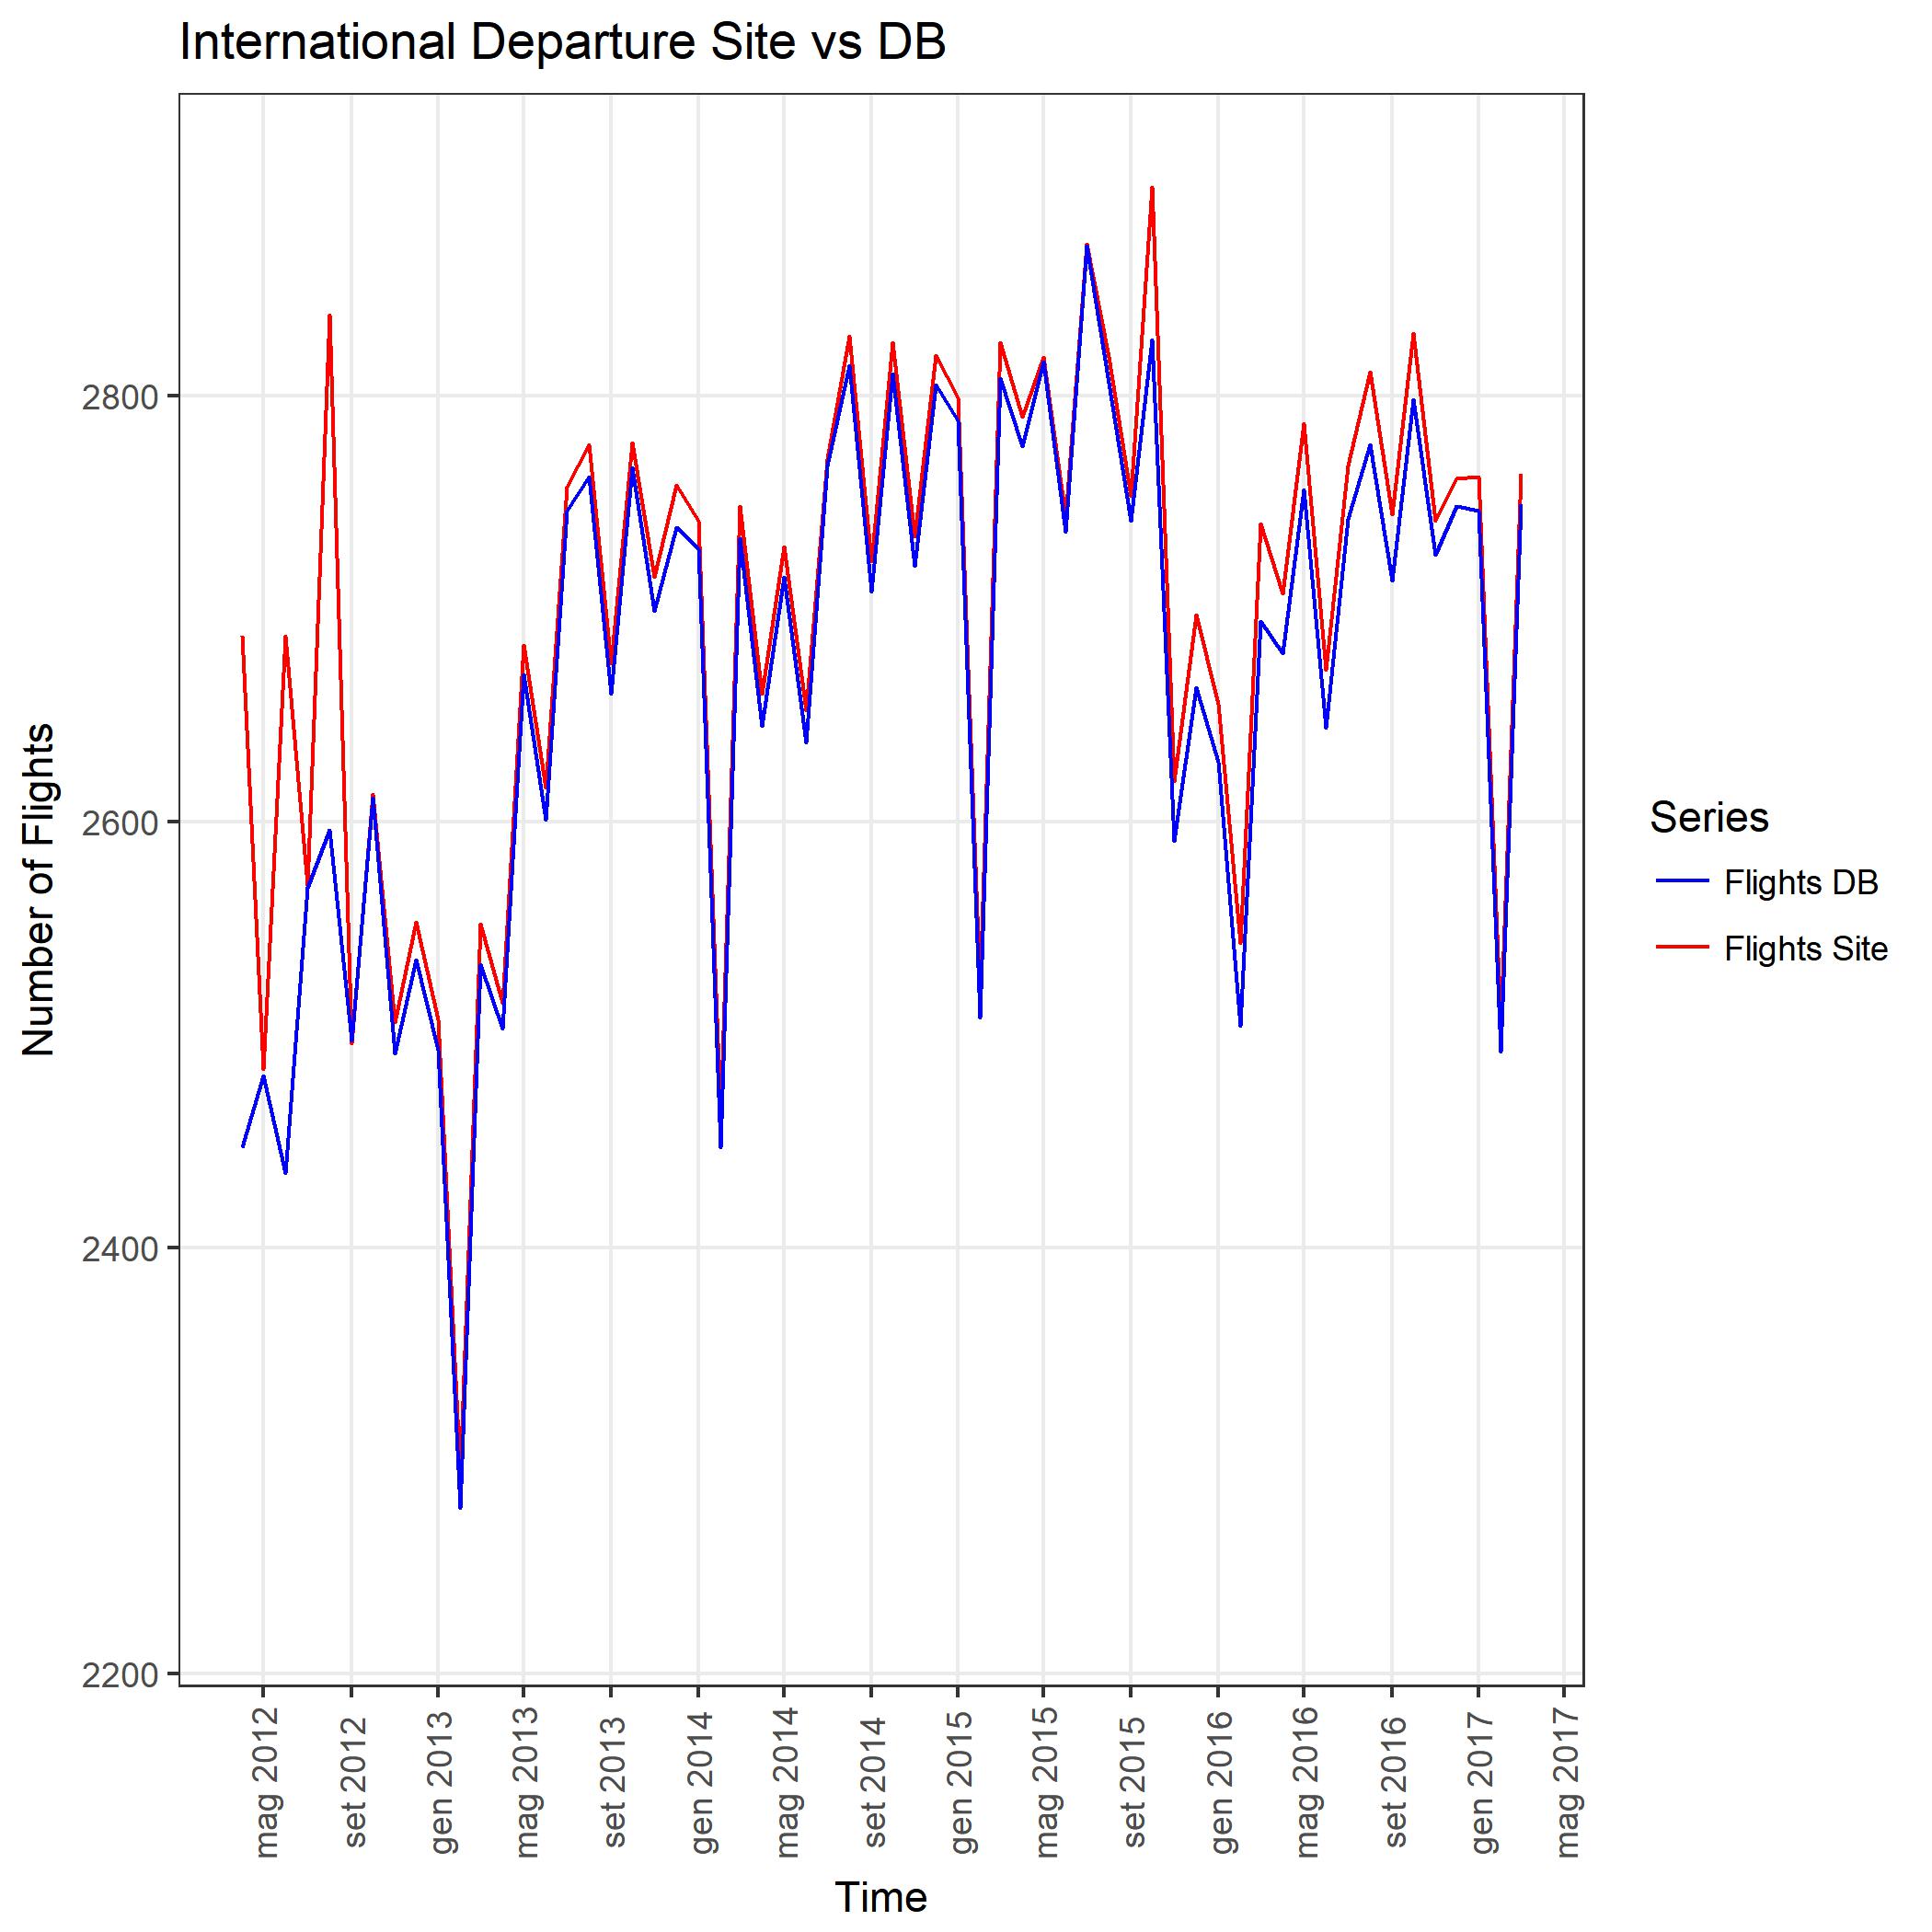 International Departure Site vs DB
Number of Flights
2800
2600
2400
2200
mag 2012
set 2012
gen 2013
mag 2013
set 2013
gen 2014
mag 2014
set 2014
gen 2015
mag 2015
set 2015
gen 2016
mag 2016
set 2016
gen 2017
mag 2017
Time
Series
Flights DB
Flights Site